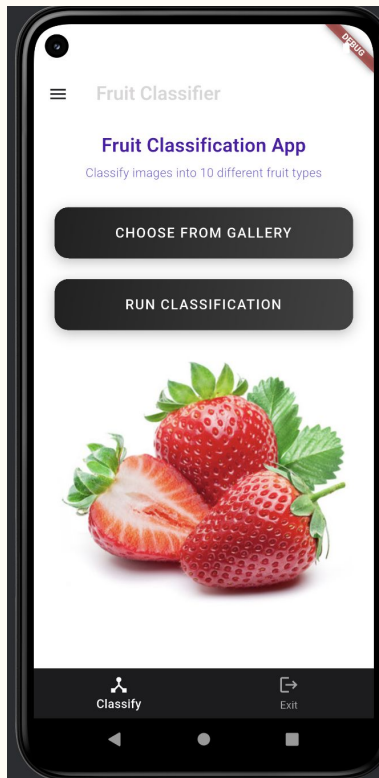 DEBUG
Fruit Classifier
Fruit Classification App
Classify images into 10 different fruit types
CHOOSE FROM GALLERY
RUN CLASSIFICATION
Classify
Exit